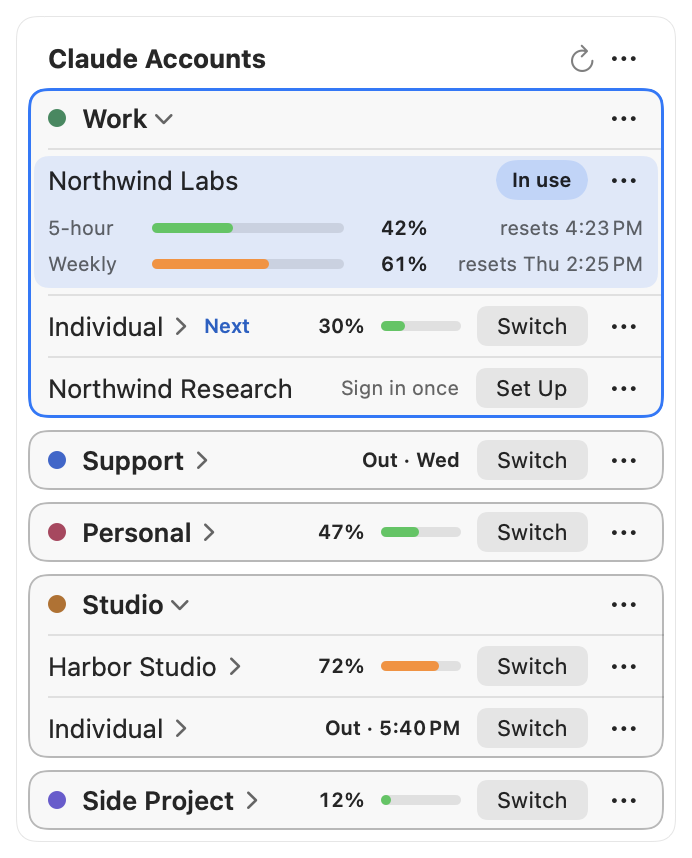 Claude Accounts
Work
Northwind Labs In use
5-hour 42% resets 4:23 PM
Weekly 61% resets Thu 2:25 PM
Individual Next 30% Switch
Northwind Research Sign in once Set Up
Support Out · Wed Switch
Personal 47% Switch
Studio
Harbor Studio 72% Switch
Individual Out · 5:40 PM Switch
Side Project 12% Switch